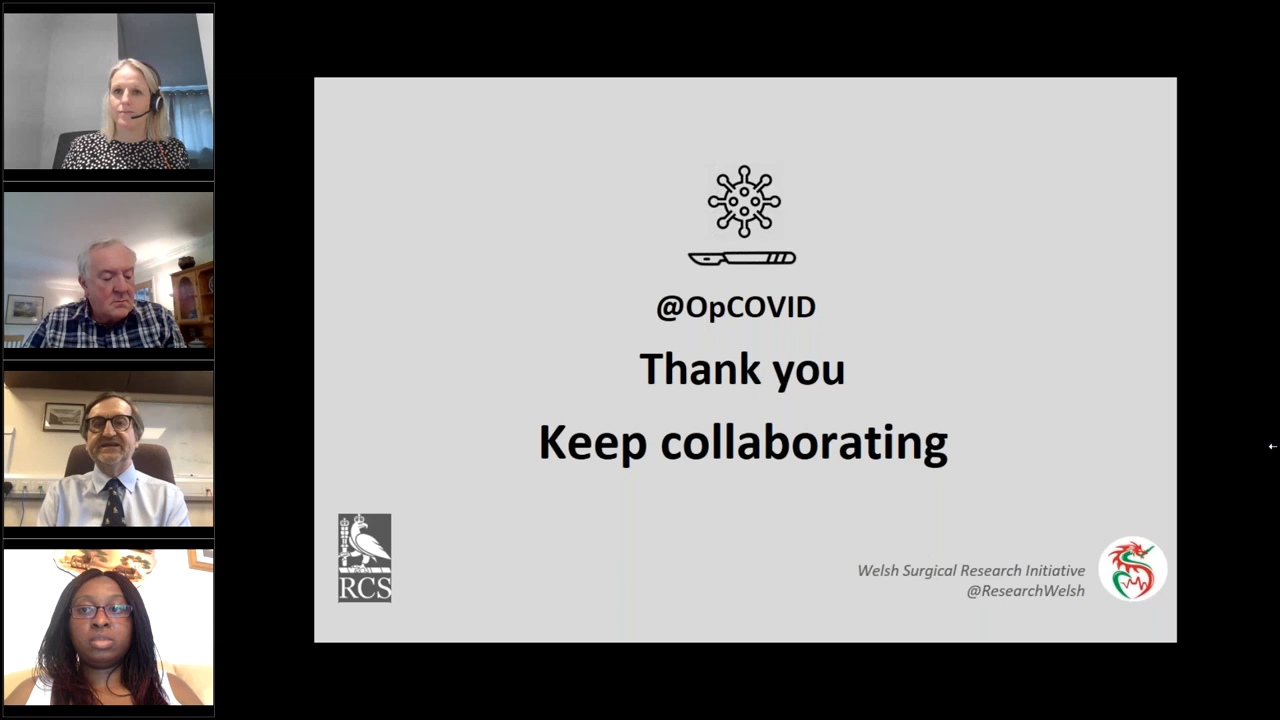 @OpCOVID
Thank you
Keep collaborating
RCS
Welsh Surgical Research Initiative
@ResearchWelsh